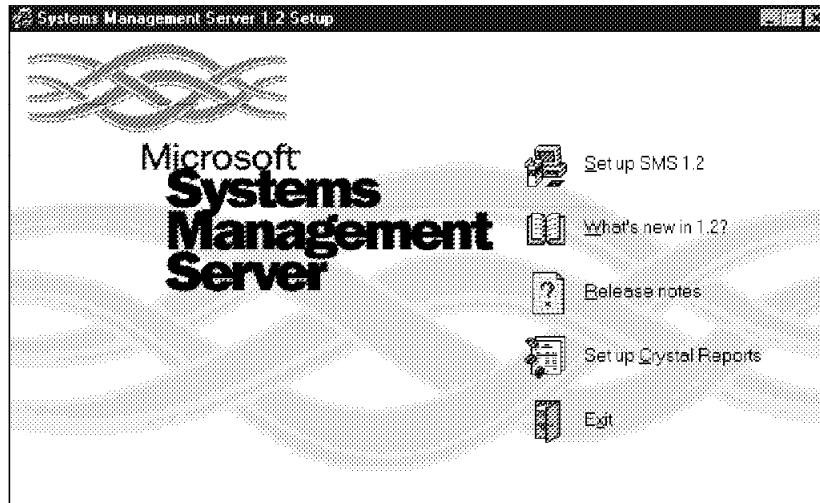 Systems Management Server 1.2 Setup
Microsoft
Systems
Management
Server
Set up SMS 1.2
What's new in 1.2?
Release notes
Set up Crystal Reports
Exit